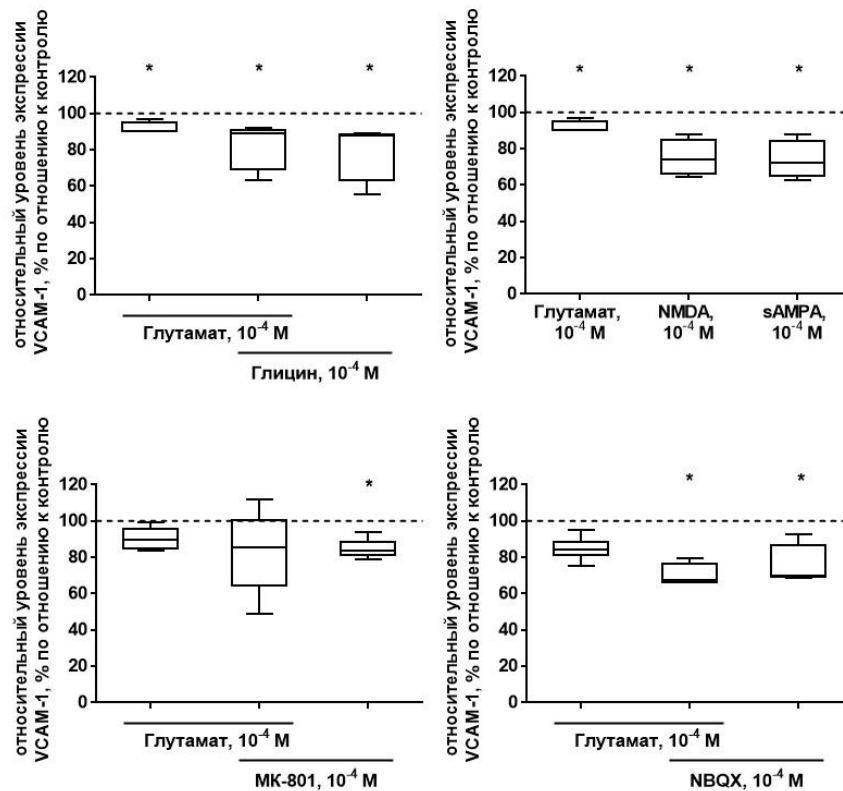 относительный уровень экспрессии
VCAM-1, % по отношению к контролю
* * *
120
100
80
60
40
20
0
Глутамат, 10⁻⁴ М
Глицин, 10⁻⁴ М
относительный уровень экспрессии
VCAM-1, % по отношению к контролю
* * *
120
100
80
60
40
20
0
Глутамат, NMDA, sAMPA,
10⁻⁴ М 10⁻⁴ М 10⁻⁴ М
относительный уровень экспрессии
VCAM-1, % по отношению к контролю
*
120
100
80
60
40
20
0
Глутамат, 10⁻⁴ М
МК-801, 10⁻⁴ М
относительный уровень экспрессии
VCAM-1, % по отношению к контролю
* *
120
100
80
60
40
20
0
Глутамат, 10⁻⁴ М
NBQX, 10⁻⁴ М